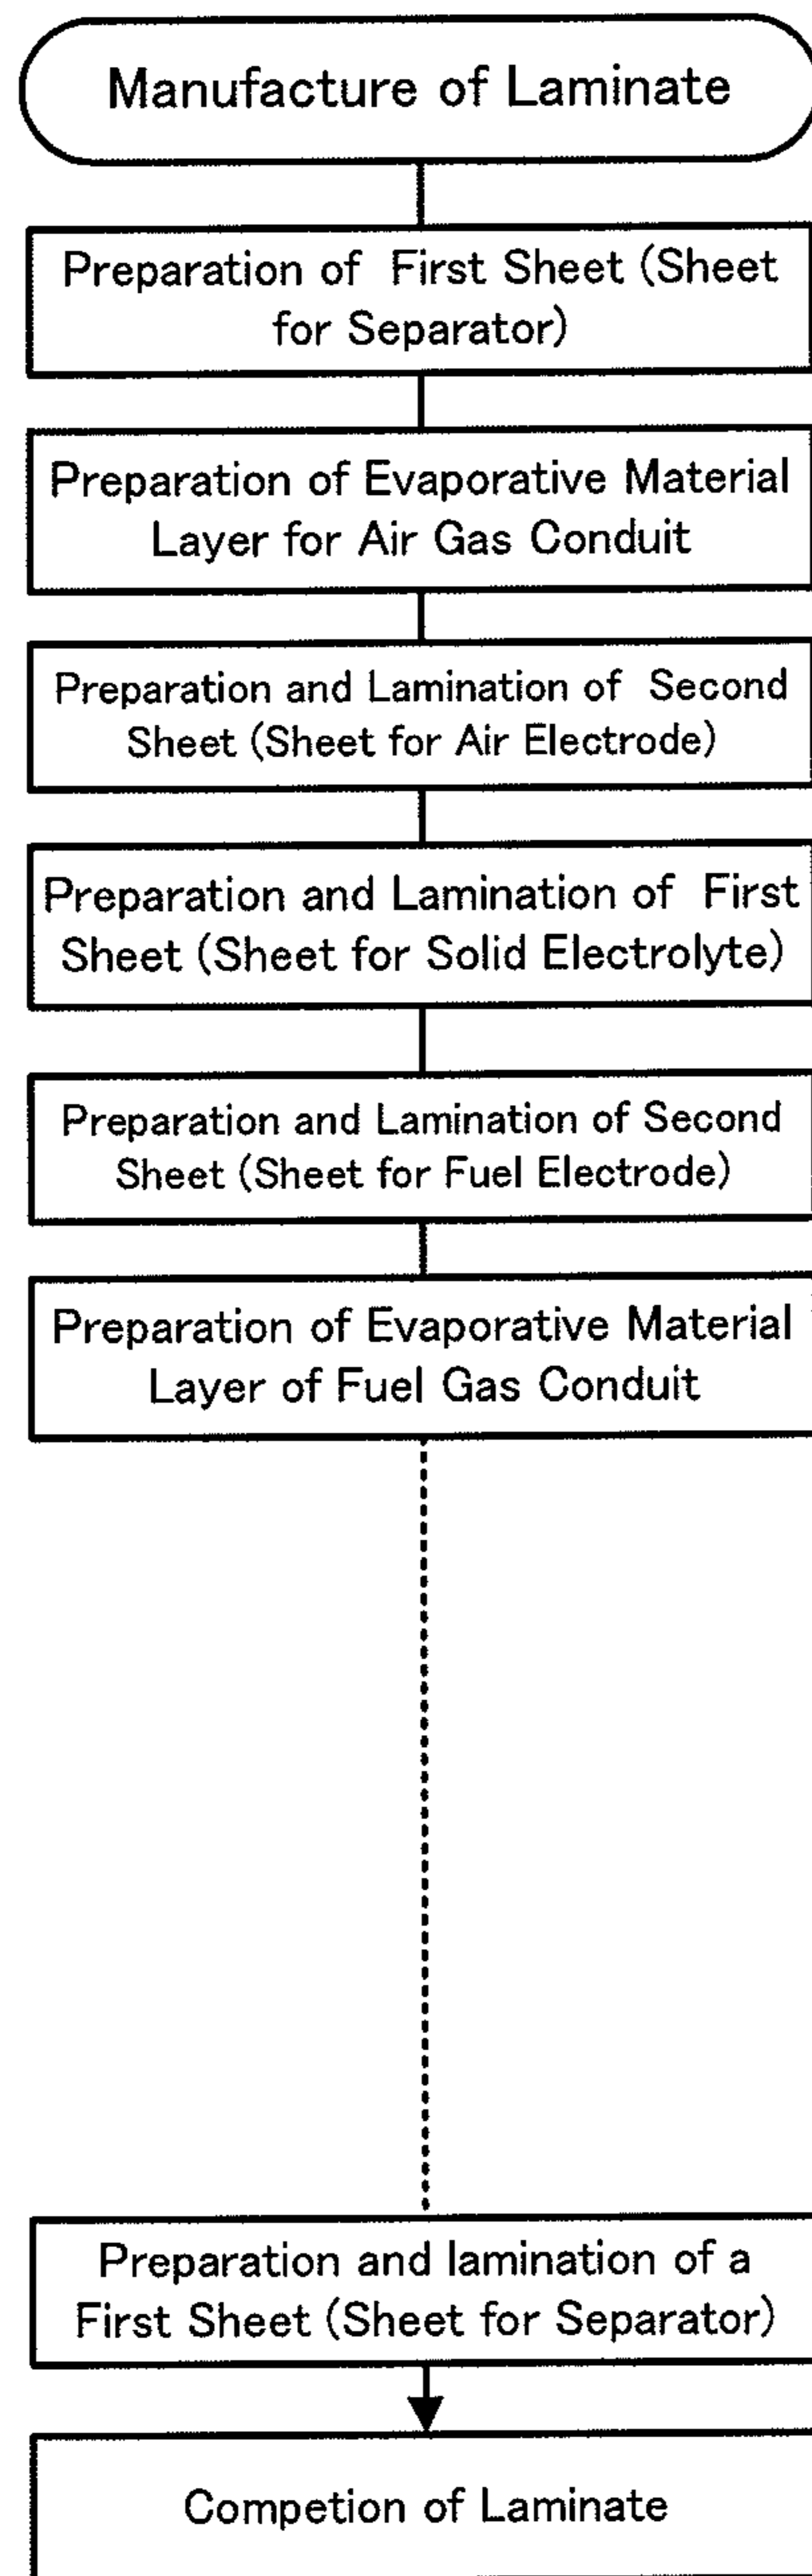 Manufacture of Laminate
Preparation of First Sheet (Sheet
for Separator)
Preparation of Evaporative Material
Layer for Air Gas Conduit
Preparation and Lamination of Second
Sheet (Sheet for Air Electrode)
Preparation and Lamination of First
Sheet (Sheet for Solid Electrolyte)
Preparation and Lamination of Second
Sheet (Sheet for Fuel Electrode)
Preparation of Evaporative Material
Layer of Fuel Gas Conduit
Preparation and lamination of a
First Sheet (Sheet for Separator)
Competion of Laminate